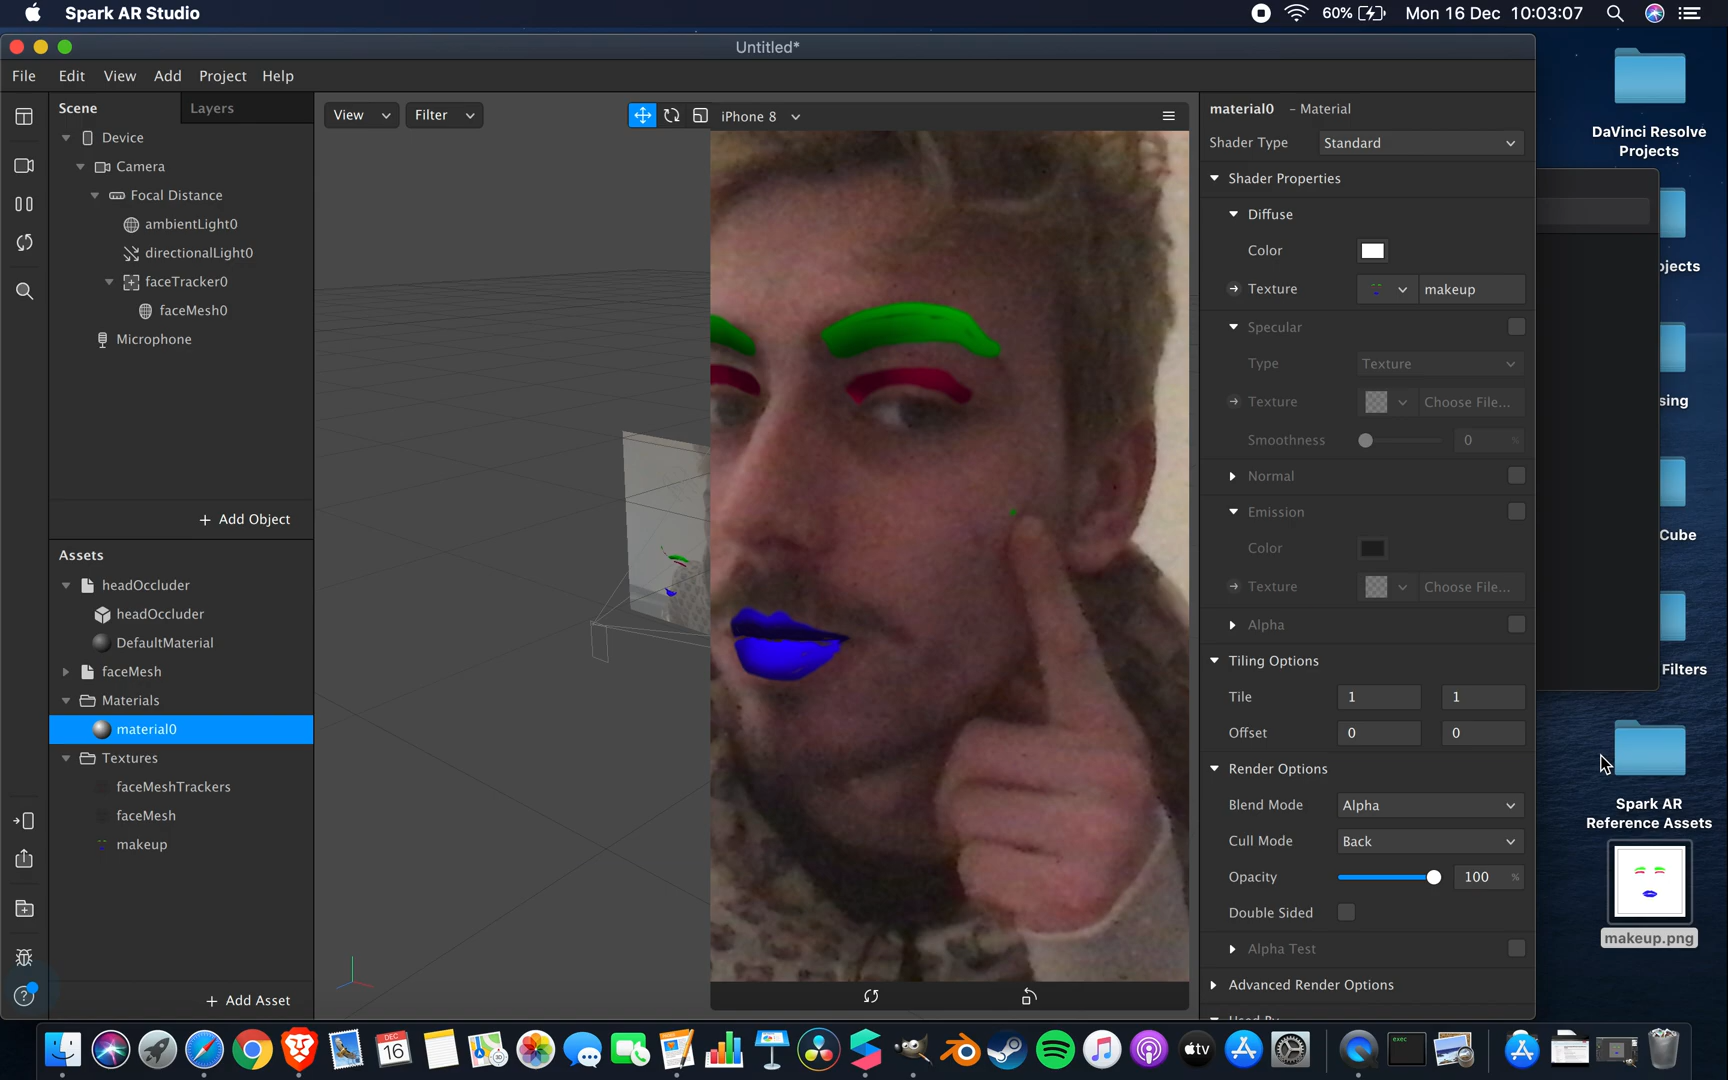 Spark AR Studio
60%
Mon 16 Dec 10:03:07
Untitled*
File Edit View Add Project Help
Scene
Layers
Device
Camera
Focal Distance
ambientLight0
directionalLight0
faceTracker0
faceMesh0
Microphone
+ Add Object
Assets
headOccluder
headOccluder
DefaultMaterial
faceMesh
Materials
material0
Textures
faceMeshTrackers
faceMesh
makeup
+ Add Asset
View
Filter
iPhone 8
material0 - Material
Shader Type Standard
Shader Properties
Diffuse
Color
Texture makeup
Specular
Type Texture
Texture Choose File...
Smoothness 0 %
Normal
Emission
Color
Texture Choose File...
Alpha
Tiling Options
Tile 1 1
Offset 0 0
Render Options
Blend Mode Alpha
Cull Mode Back
Opacity 100 %
Double Sided
Alpha Test
Advanced Render Options
Used By
DaVinci Resolve
Projects
ojects
sing
Cube
Filters
Spark AR
Reference Assets
makeup.png
DEC
16
tv
exec